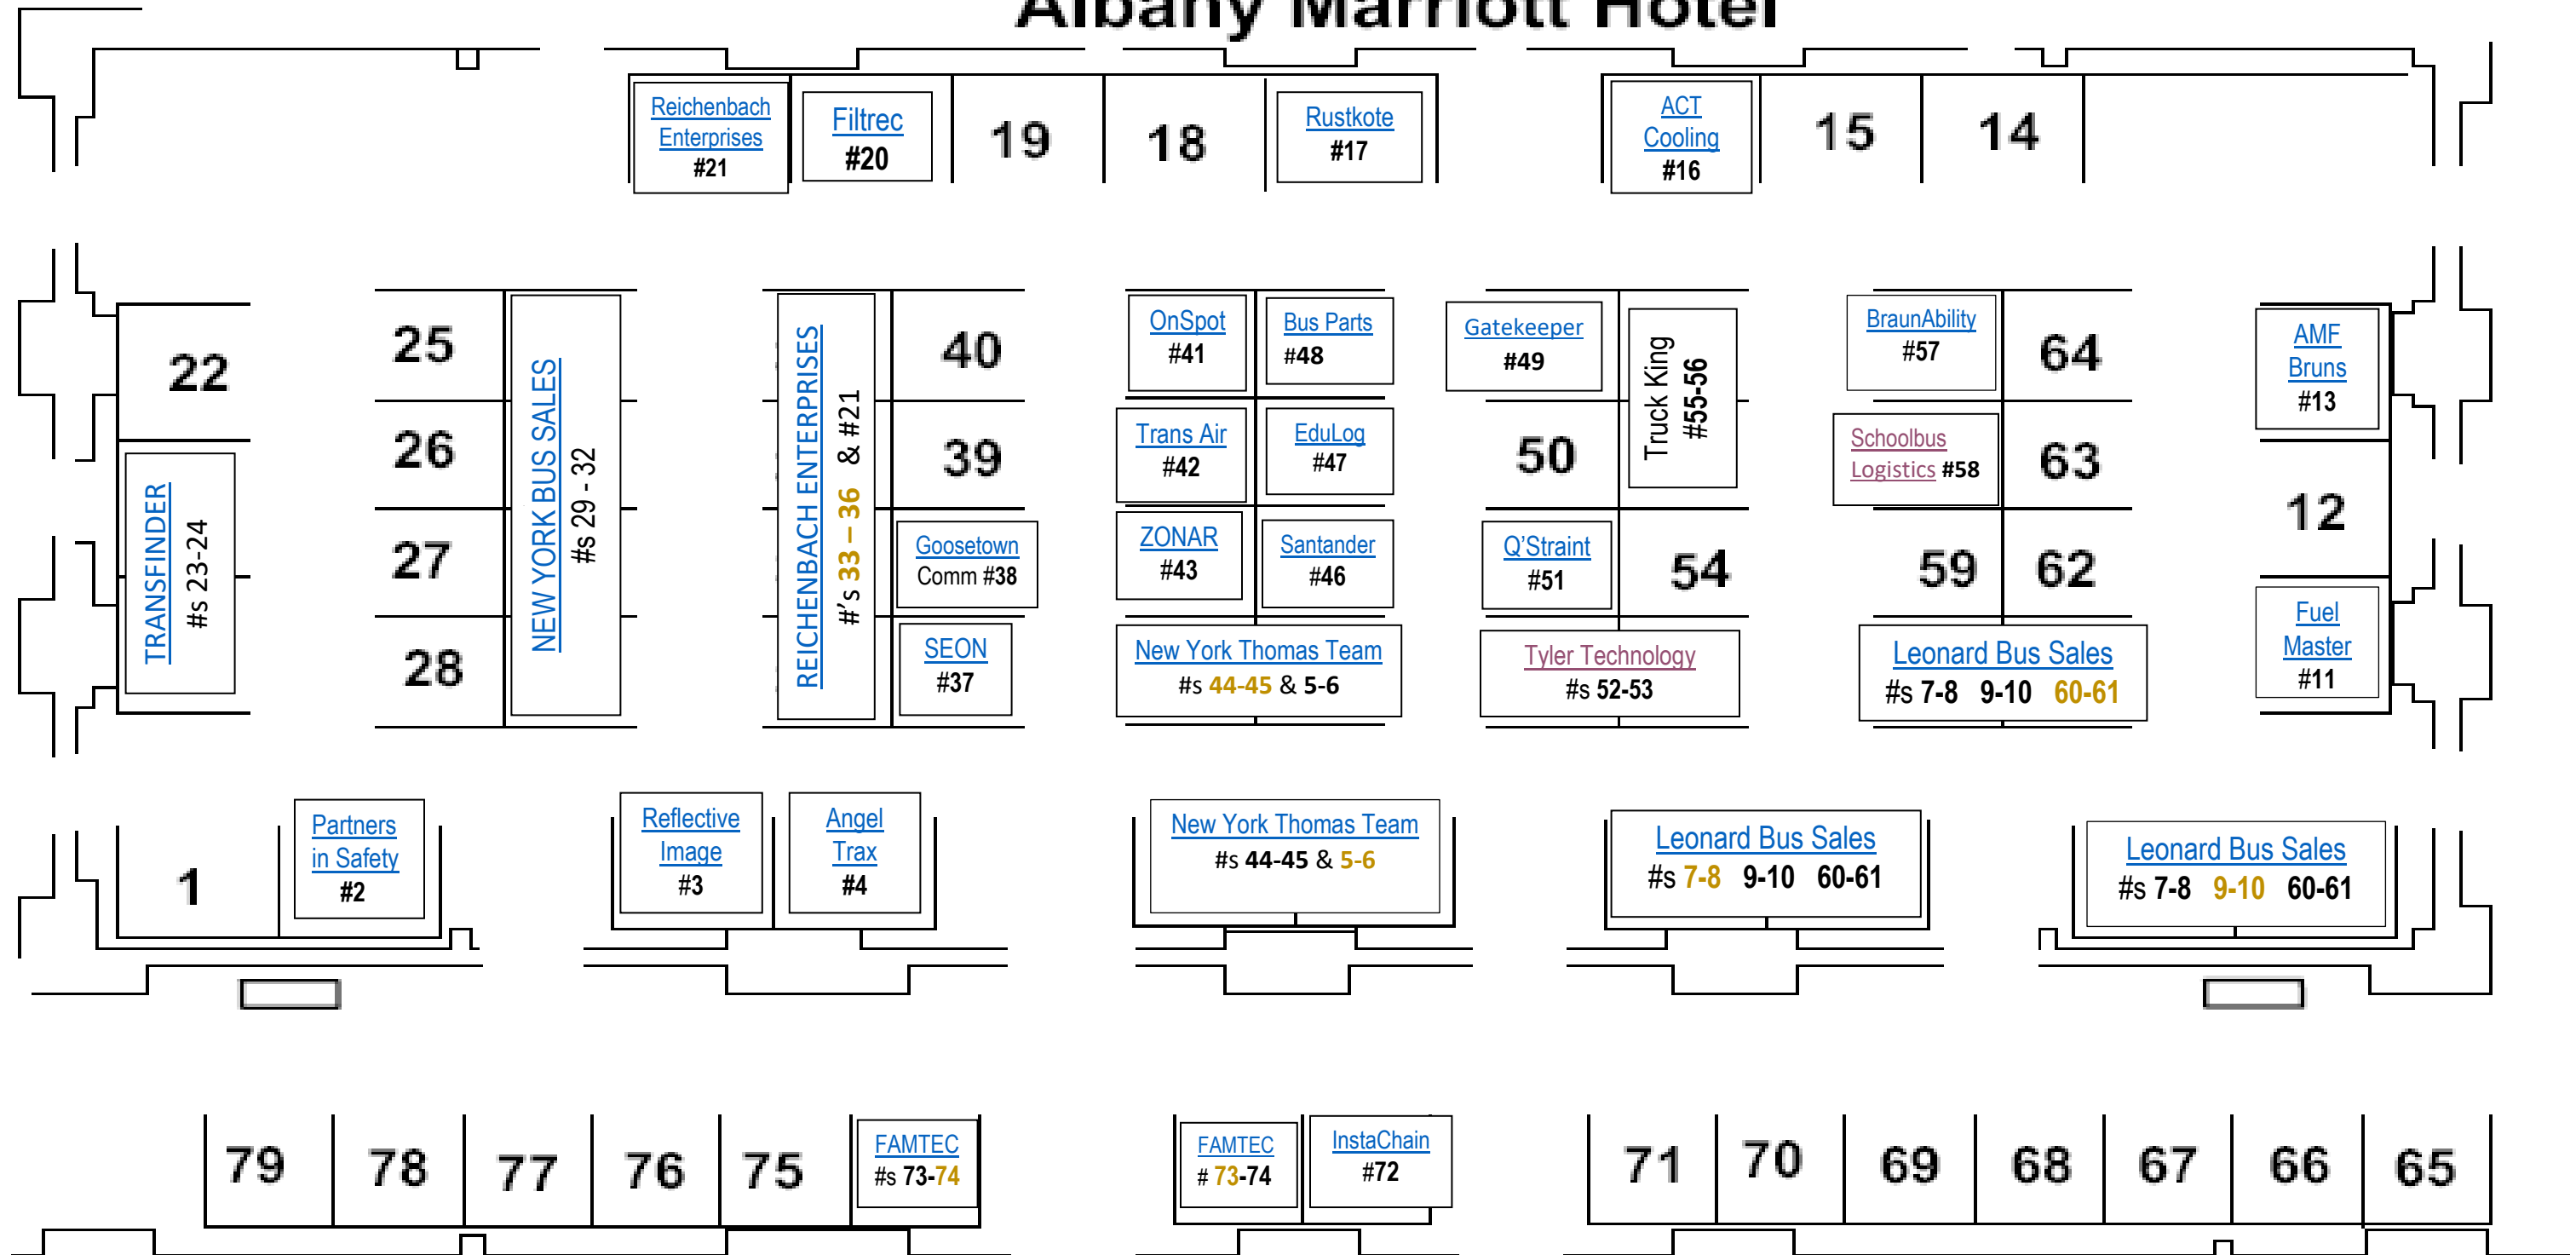 Albany Marriott Hotel
Reichenbach
Enterprises
#21
Filtrec
#20
19
18
Rustkote
#17
ACT
Cooling
#16
15
14
22
TRANSFINDER
#s 23-24
25
26
27
28
NEW YORK BUS SALES
#s 29 - 32
REICHENBACH ENTERPRISES
#'s 33 – 36 & #21
40
39
Goosetown
Comm #38
SEON
#37
OnSpot
#41
Bus Parts
#48
Trans Air
#42
EduLog
#47
ZONAR
#43
Santander
#46
New York Thomas Team
#s 44-45 & 5-6
Gatekeeper
#49
Truck King
#55-56
50
Q’Straint
#51
54
Tyler Technology
#s 52-53
BraunAbility
#57
64
Schoolbus
Logistics #58
63
59
62
Leonard Bus Sales
#s 7-8 9-10 60-61
AMF
Bruns
#13
12
Fuel
Master
#11
1
Partners
in Safety
#2
Reflective
Image
#3
Angel
Trax
#4
New York Thomas Team
#s 44-45 & 5-6
Leonard Bus Sales
#s 7-8 9-10 60-61
Leonard Bus Sales
#s 7-8 9-10 60-61
79
78
77
76
75
FAMTEC
#s 73-74
FAMTEC
# 73-74
InstaChain
#72
71
70
69
68
67
66
65